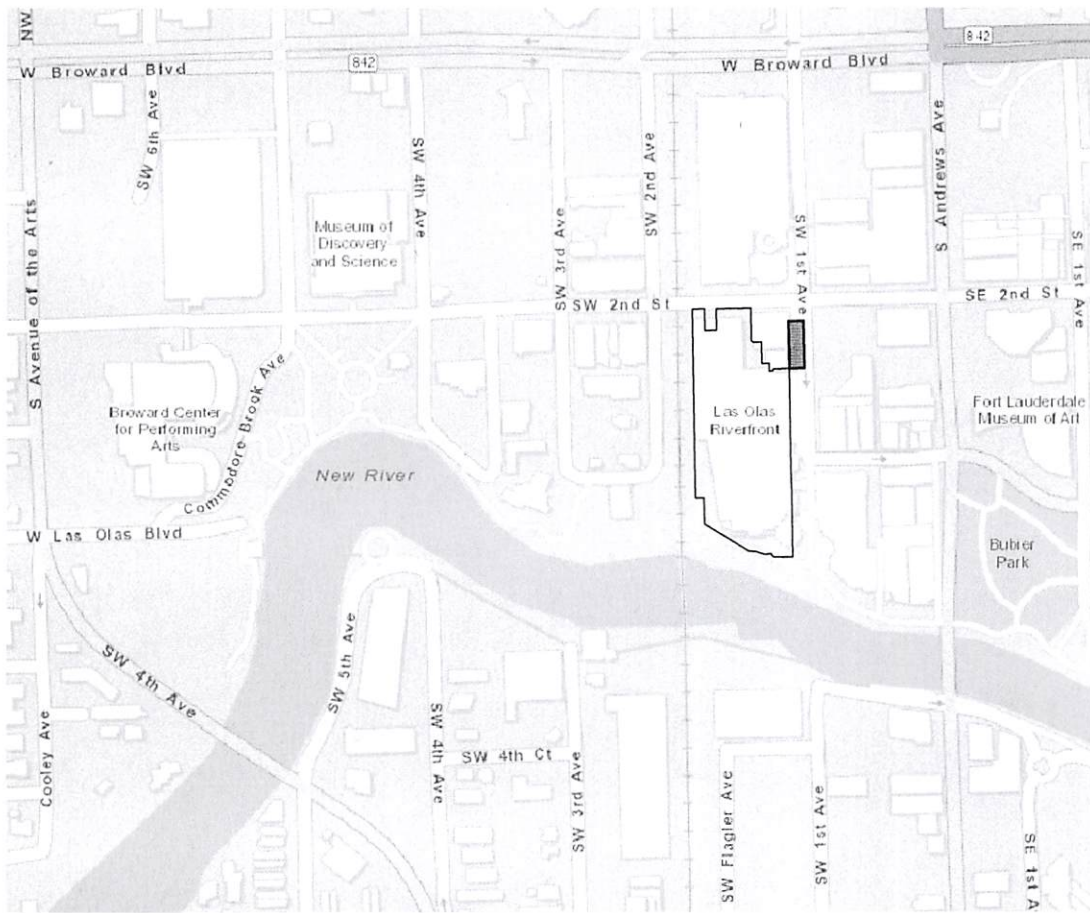 NW
W Broward Blvd
842
W Broward Blvd
842
SW 6th Ave
S Avenue of the Arts
SW 4th Ave
SW 3rd Ave
SW 2nd Ave
SW 1st Ave
S Andrews Ave
SE 1st Ave
Museum of
Discovery
and Science
SW 2nd St
SE 2nd St
Commodore Brook Ave
Broward Center
for Performing
Arts
Las Olas
Riverfront
Fort Lauderdale
Museum of Art
New River
W Las Olas Blvd
Bubier
Park
SW 4th Ave
SW 5th Ave
SW 4th Ave
SW 4th Ct
Cooley Ave
SW 3rd Ave
SW Flagler Ave
SW 1st Ave
SE 1st A